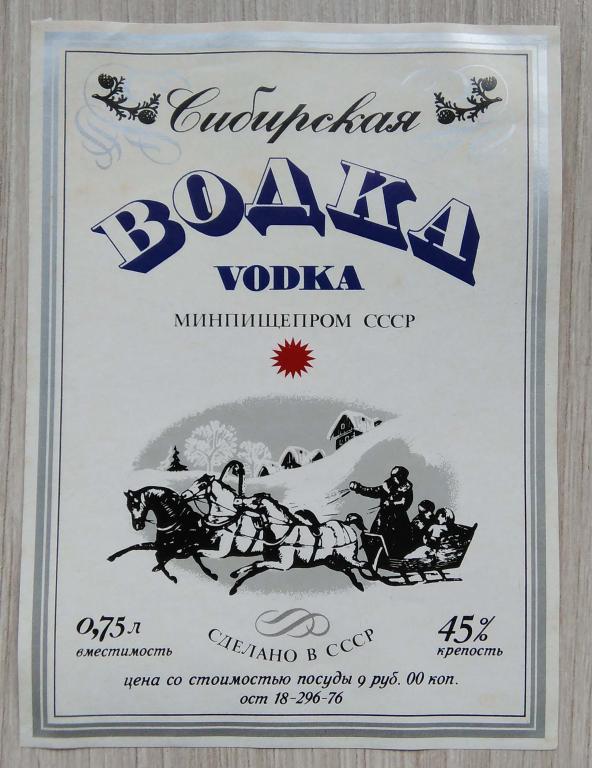 Сибирская
ВОДКА
VODKA
МИНПИЩЕПРОМ СССР
0,75 л
вместимость
СДЕЛАНО В СССР
45%
крепость
цена со стоимостью посуды 9 руб. 00 коп.
ост 18-296-76